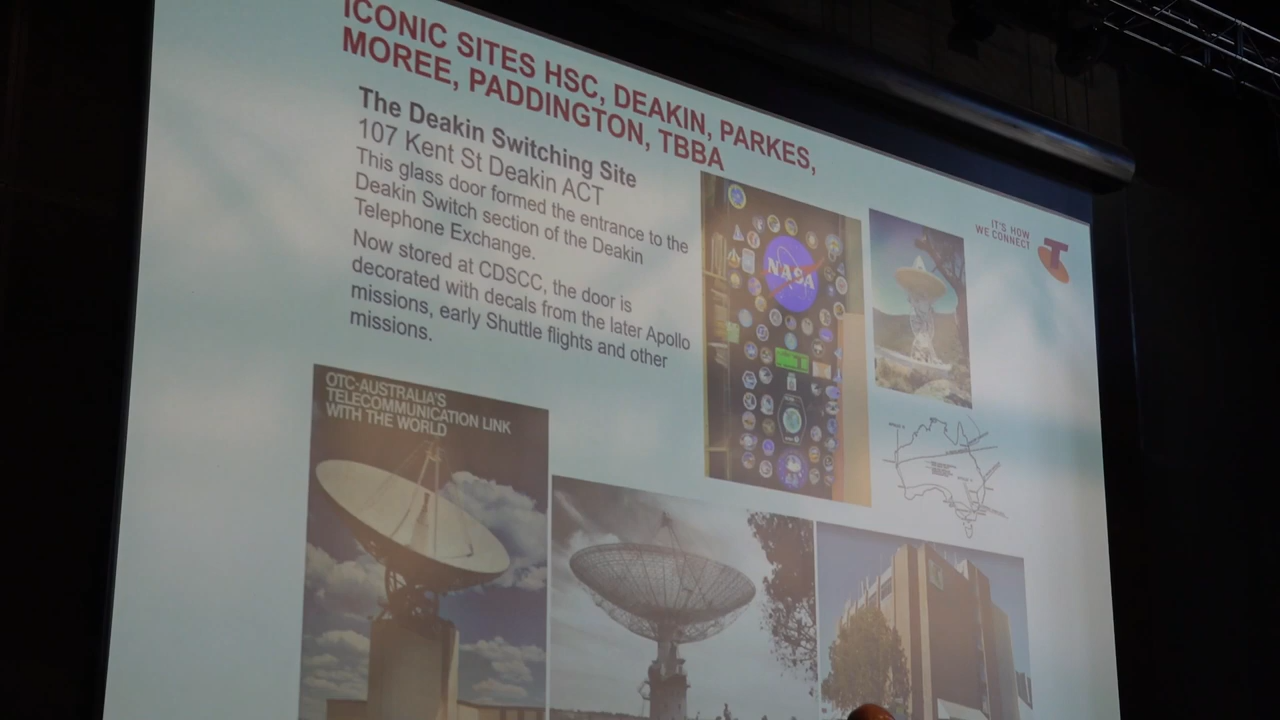 ICONIC SITES HSC, DEAKIN, PARKES,
MOREE, PADDINGTON, TBBA
The Deakin Switching Site
107 Kent St Deakin ACT
This glass door formed the entrance to the
Deakin Switch section of the Deakin
Telephone Exchange.
Now stored at CDSCC, the door is
decorated with decals from the later Apollo
missions, early Shuttle flights and other
missions.
NASA
IT'S HOW
WE CONNECT
T
OTC-AUSTRALIA'S
TELECOMMUNICATION LINK
WITH THE WORLD